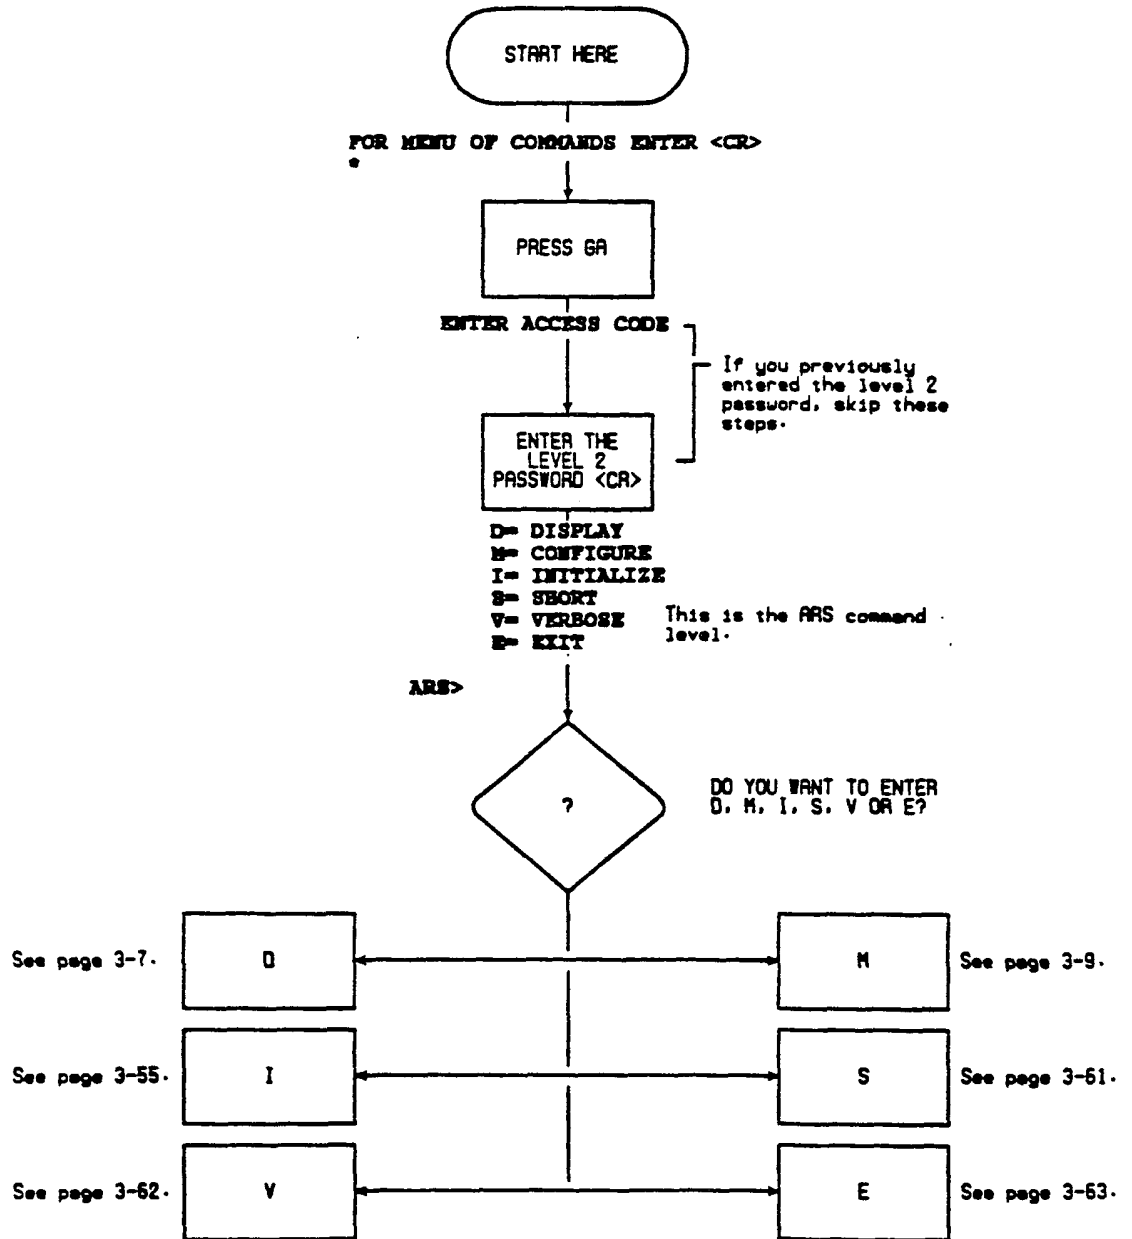 START HERE
FOR MENU OF COMMANDS ENTER <CR>
*
PRESS GA
ENTER ACCESS CODE
If you previously
entered the level 2
password, skip these
steps.
ENTER THE
LEVEL 2
PASSWORD <CR>
D= DISPLAY
M= CONFIGURE
I= INITIALIZE
S= SHORT
V= VERBOSE
E= EXIT
This is the ARS command
level.
ARS>
?
DO YOU WANT TO ENTER
D, M, I, S, V OR E?
See page 3-7.
D
M
See page 3-9.
See page 3-55.
I
S
See page 3-61.
See page 3-62.
V
E
See page 3-63.